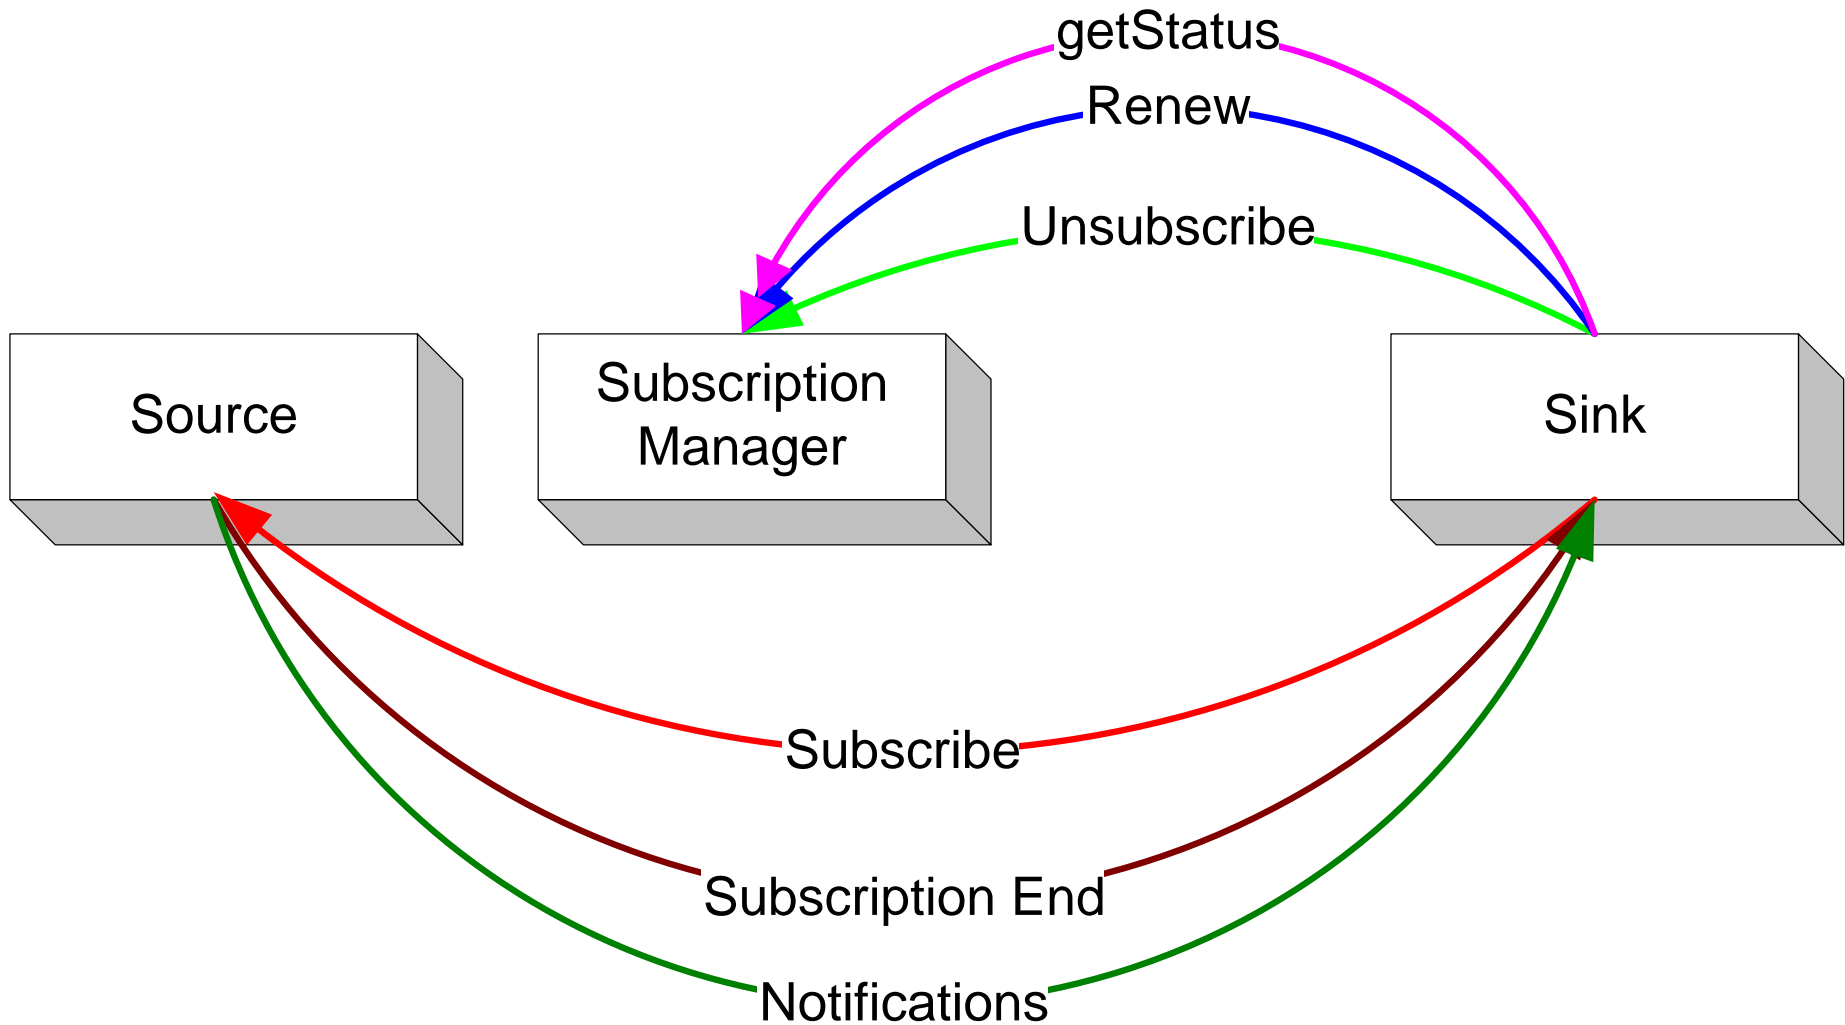 getStatus
Renew
Unsubscribe
Source
Subscription
Manager
Sink
Subscribe
Subscription End
Notifications